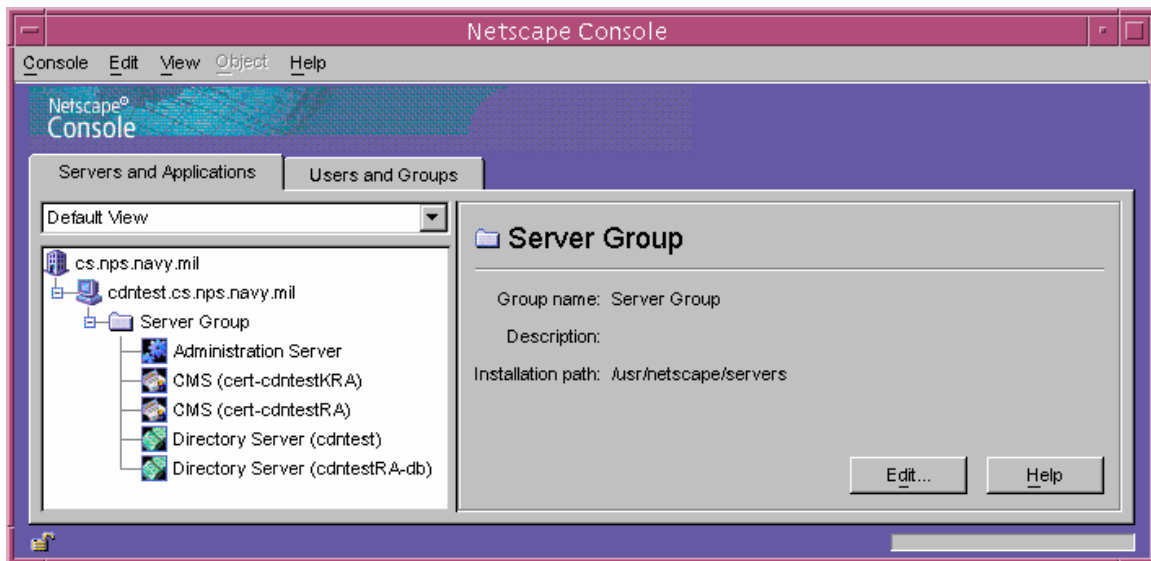 Netscape Console
Console Edit View Object Help
Netscape®
Console
Servers and Applications
Users and Groups
Default View
cs.nps.navy.mil
cdntest.cs.nps.navy.mil
Server Group
Administration Server
CMS (cert-cdntestKRA)
CMS (cert-cdntestRA)
Directory Server (cdntest)
Directory Server (cdntestRA-db)
Server Group
Group name: Server Group
Description:
Installation path: /usr/netscape/servers
Edit...
Help